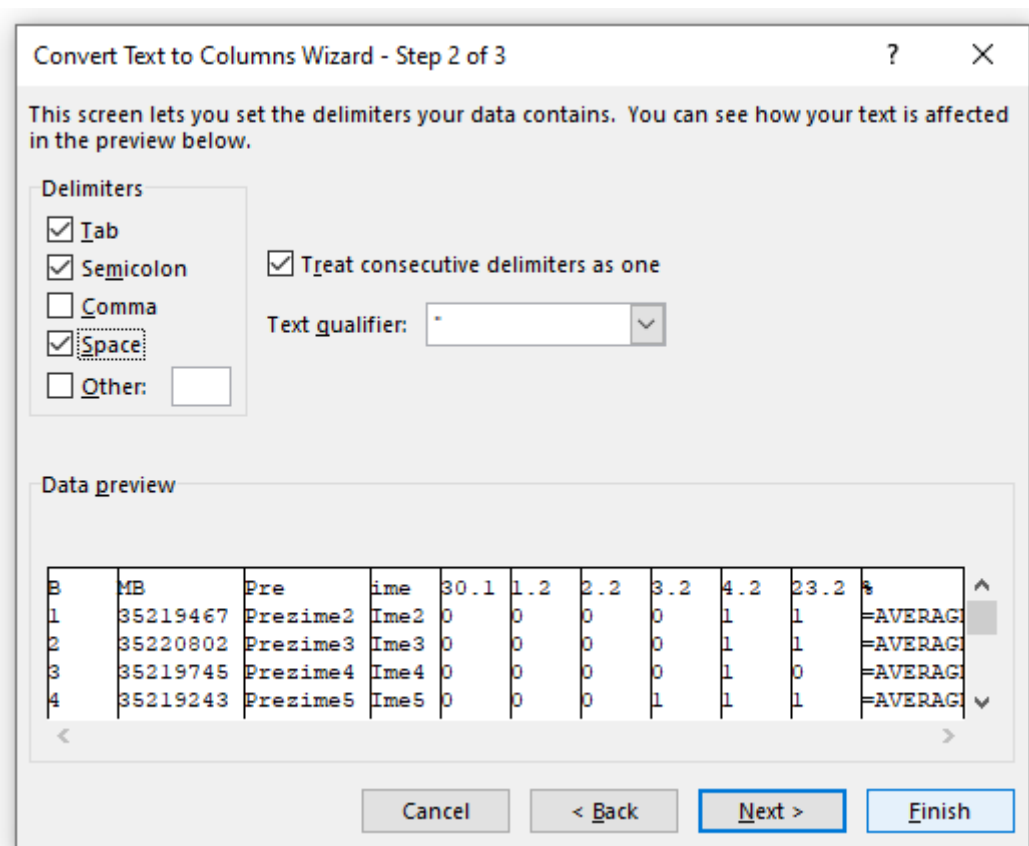 Convert Text to Columns Wizard - Step 2 of 3 ? ×
This screen lets you set the delimiters your data contains. You can see how your text is affected
in the preview below.
Delimiters
Tab
Semicolon
Treat consecutive delimiters as one
Comma
Text qualifier: "
Space
Other:
Data preview
B MB Pre ime 30.1 1.2 2.2 3.2 4.2 23.2 %
1 35219467 Prezime2 Ime2 0 0 0 0 1 1 =AVERAG
2 35220802 Prezime3 Ime3 0 0 0 0 1 1 =AVERAG
3 35219745 Prezime4 Ime4 0 0 0 0 1 0 =AVERAG
4 35219243 Prezime5 Ime5 0 0 0 1 1 1 =AVERAG
Cancel < Back Next > Finish